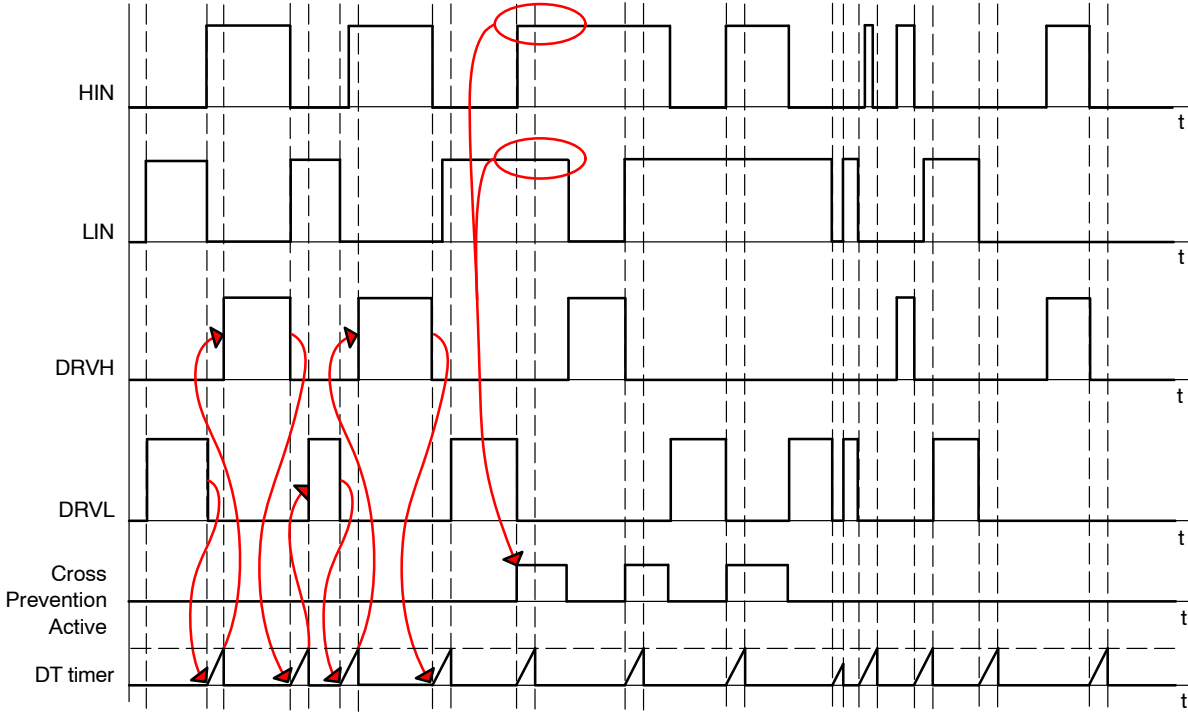 HIN
t
LIN
t
DRVH
t
DRVL
t
Cross
Prevention
Active
t
DT timer
t